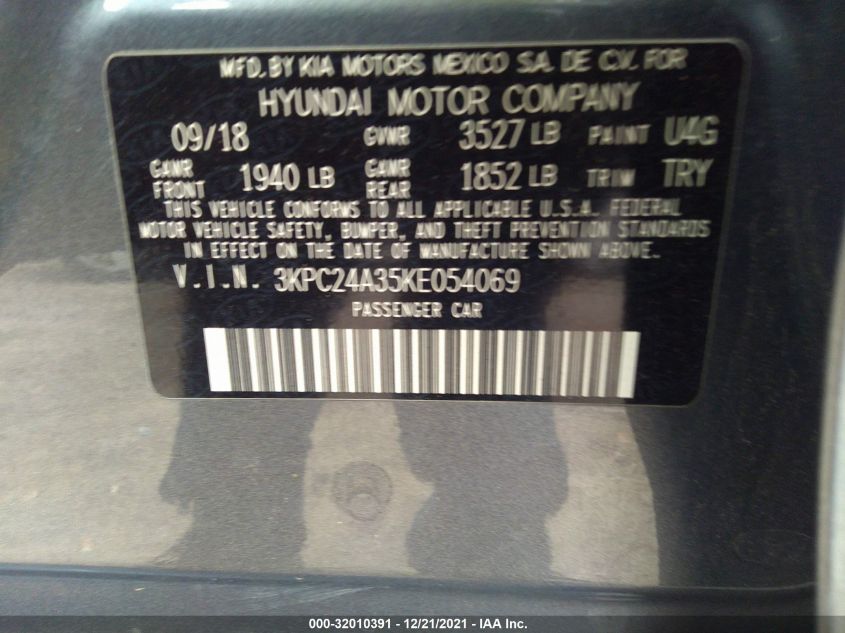 MFD. BY KIA MOTORS MEXICO S.A. DE C.V. FOR
HYUNDAI MOTOR COMPANY
09/18 GVWR 3527 LB PAINT U4G
GAWR FRONT 1940 LB GAWR REAR 1852 LB TRIM TRY
THIS VEHICLE CONFORMS TO ALL APPLICABLE U.S.A. FEDERAL
MOTOR VEHICLE SAFETY, BUMPER, AND THEFT PREVENTION STANDARDS
IN EFFECT ON THE DATE OF MANUFACTURE SHOWN ABOVE.
V.I.N. 3KPC24A35KE054069
PASSENGER CAR
000-32010391 - 12/21/2021 - IAA Inc.